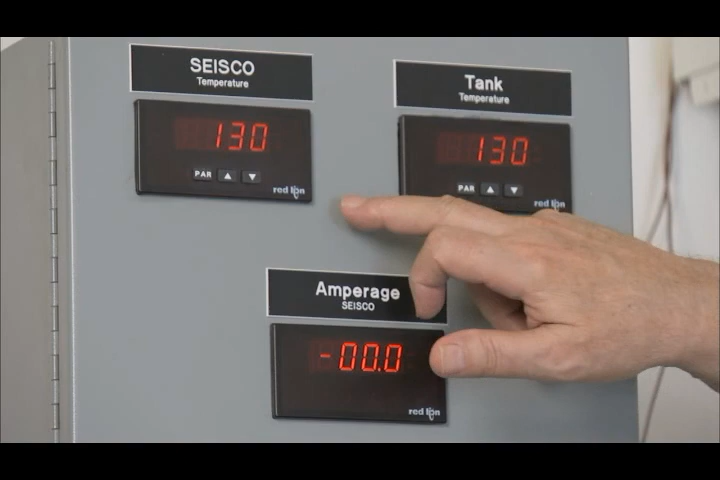 SEISCO
Temperature
130
PAR
red lion
Tank
Temperature
130
PAR
red lion
Amperage
SEISCO
-00.0
red lion